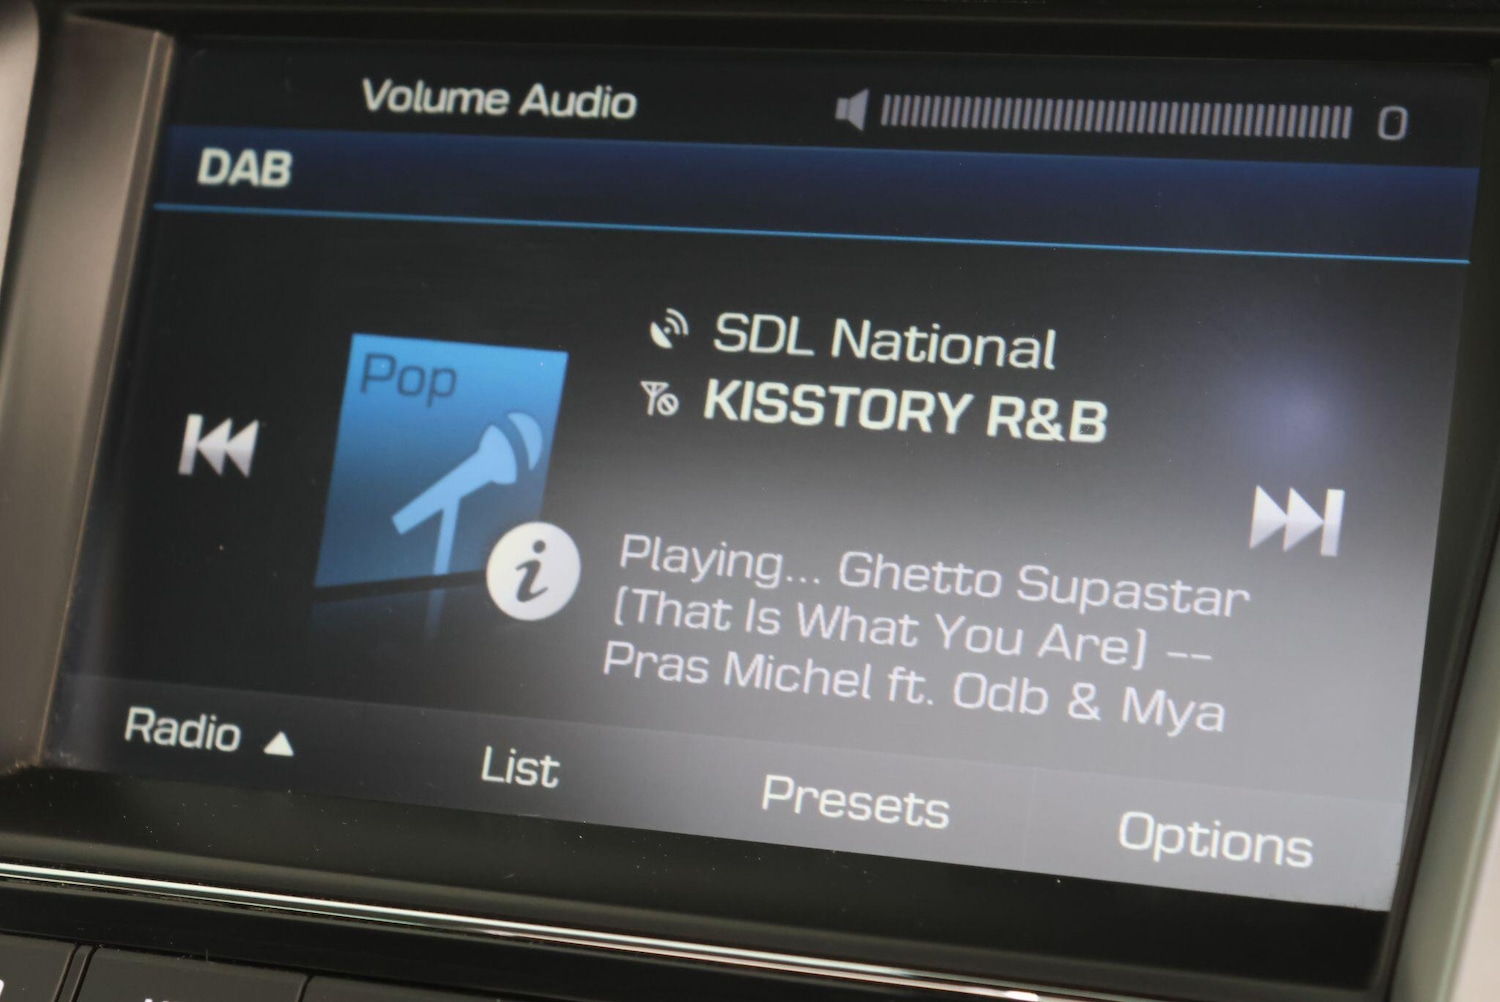 Volume Audio 0
DAB
Pop
SDL National
KISSTORY R&B
Playing... Ghetto Supastar
(That Is What You Are) --
Pras Michel ft. Odb & Mya
Radio
List
Presets
Options